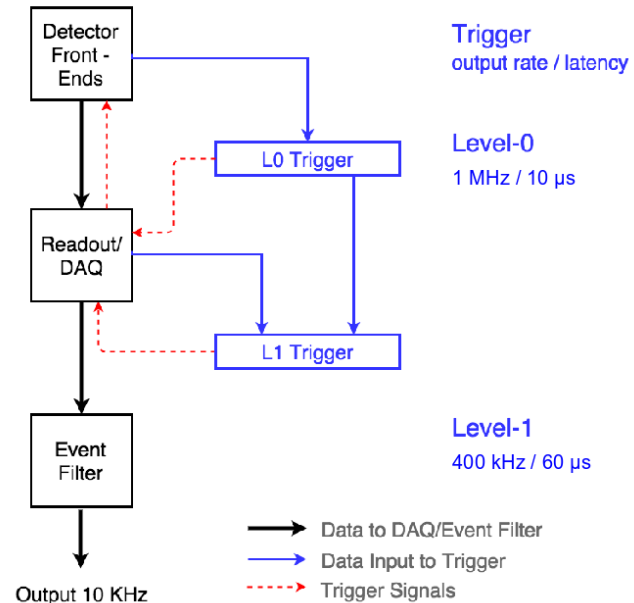 Detector
Front -
Ends
Trigger
output rate / latency
L0 Trigger
Level-0
1 MHz / 10 µs
Readout/
DAQ
L1 Trigger
Level-1
400 kHz / 60 µs
Event
Filter
Data to DAQ/Event Filter
Data Input to Trigger
Trigger Signals
Output 10 KHz